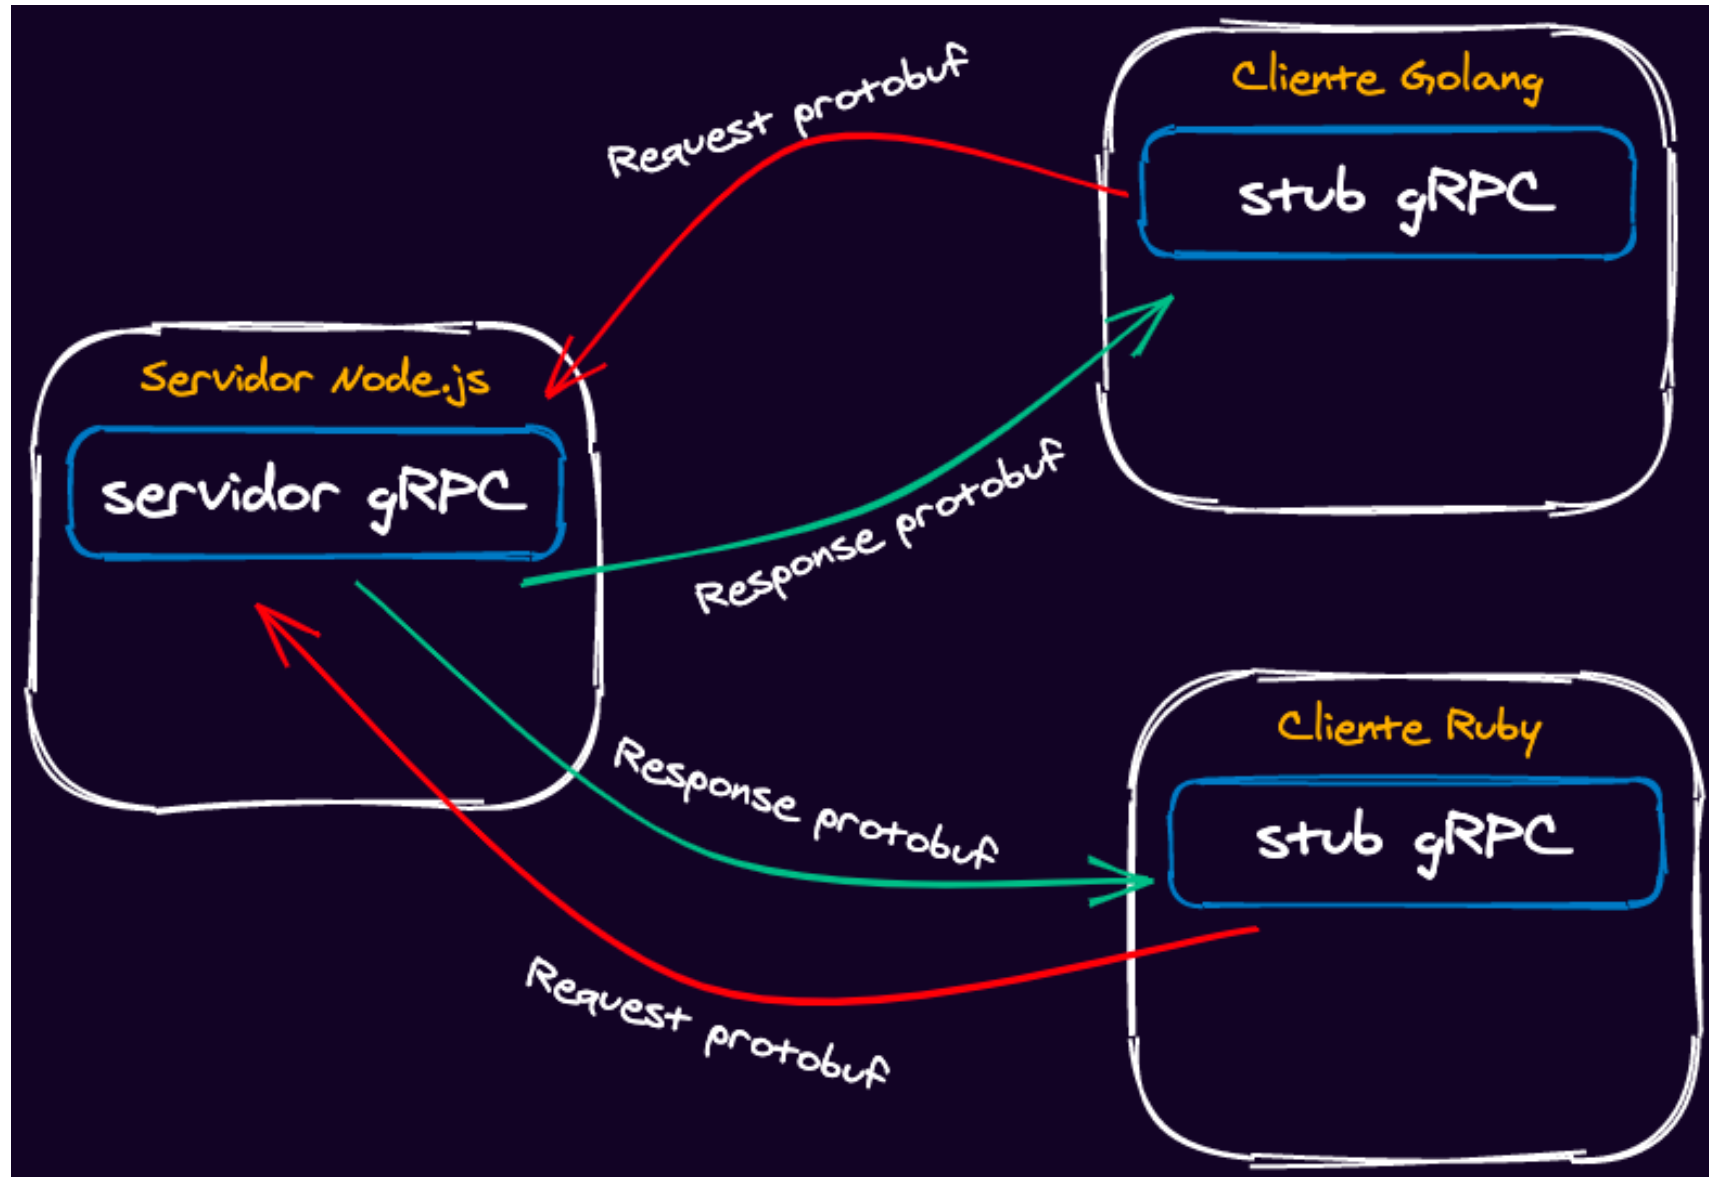 Request protobuf
Cliente Golang
stub gRPC
Servidor Node.js
servidor gRPC
Response protobuf
Cliente Ruby
stub gRPC
Response protobuf
Request protobuf